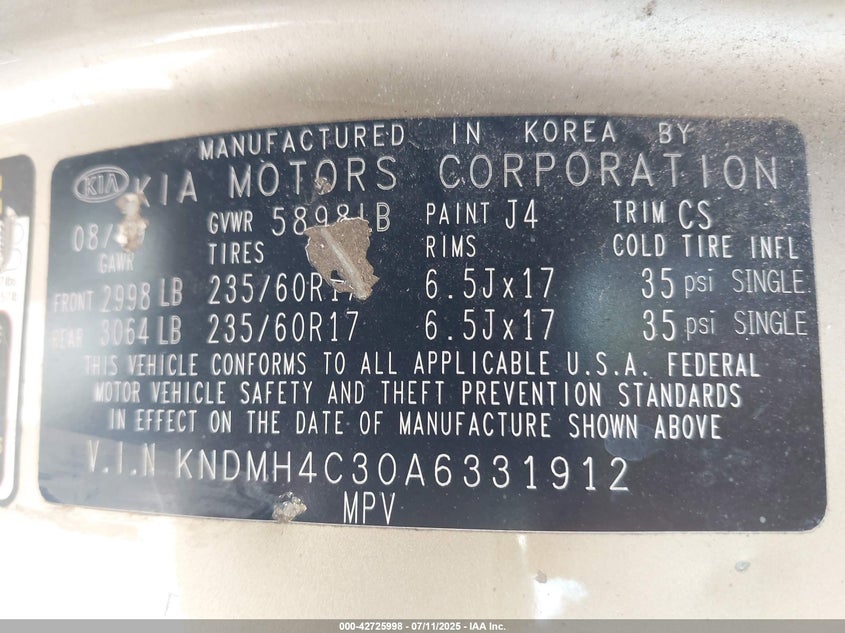 MANUFACTURED IN KOREA BY
KIA KIA MOTORS CORPORATION
GVWR 5898LB PAINT J4 TRIM CS
GAWR TIRES RIMS COLD TIRE INFL
FRONT 2998 LB 235/60R17 6.5Jx17 35 psi SINGLE
REAR 3064 LB 235/60R17 6.5Jx17 35 psi SINGLE
THIS VEHICLE CONFORMS TO ALL APPLICABLE U.S.A. FEDERAL
MOTOR VEHICLE SAFETY AND THEFT PREVENTION STANDARDS
IN EFFECT ON THE DATE OF MANUFACTURE SHOWN ABOVE
V.I.N KNDMH4C30A6331912
MPV
000-42725998 - 07/11/2025 - IAA Inc.